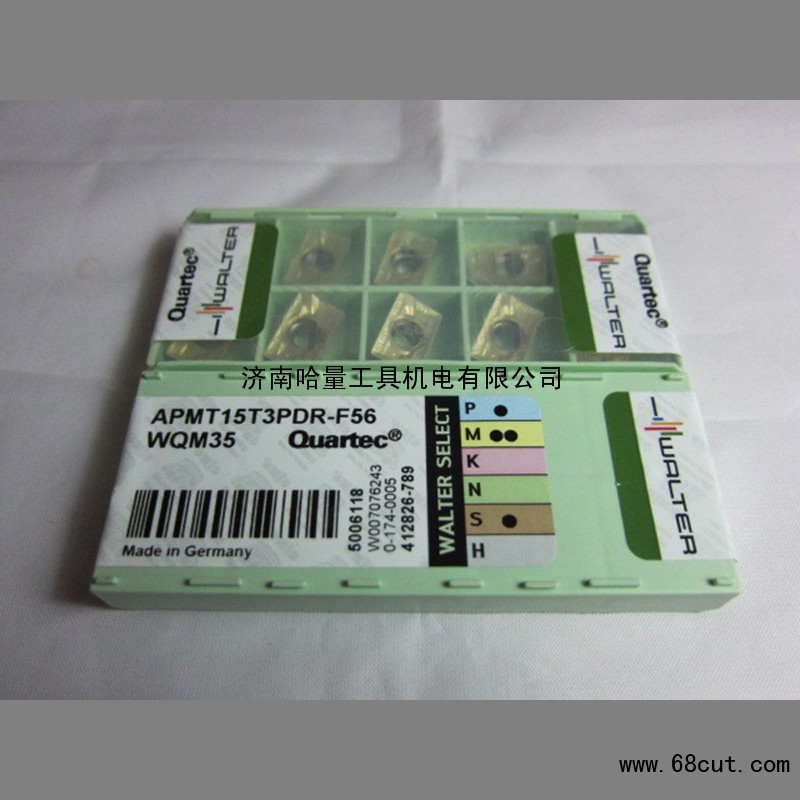 Quartec®
WALTER
Quartec®
WALTER
济南哈量工具机电有限公司
APMT15T3PDR-F56
WQM35 Quartec®
Made in Germany
5006118
W007076243
0-174-0005
412826-789
WALTER SELECT
P
M
K
N
S
H
WALTER
www.68cut.com